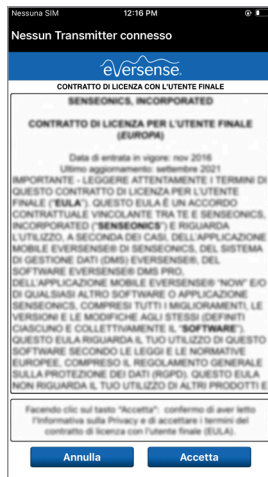 Nessuna SIM 12:16 PM
Nessun Transmitter connesso
eversense
CONTRATTO DI LICENZA CON L'UTENTE FINALE
SENSEONICS, INCORPORATED
CONTRATTO DI LICENZA PER L'UTENTE FINALE
(EUROPA)
Data di entrata in vigore: nov 2016
Ultimo aggiornamento: settembre 2021
IMPORTANTE - LEGGERE ATTENTAMENTE I TERMINI DI
QUESTO CONTRATTO DI LICENZA PER L'UTENTE
FINALE ("EULA"). QUESTO EULA È UN ACCORDO
CONTRATTUALE VINCOLANTE TRA TE E SENSEONICS,
INCORPORATED ("SENSEONICS") E RIGUARDA
L'UTILIZZO, A SECONDA DEI CASI, DELL'APPLICAZIONE
MOBILE EVERSENSE® DI SENSEONICS, DEL SISTEMA
DI GESTIONE DATI (DMS) EVERSENSE®, DEL
SOFTWARE EVERSENSE® DMS PRO,
DELL'APPLICAZIONE MOBILE EVERSENSE® "NOW" E/O
DI QUALSIASI ALTRO SOFTWARE O APPLICAZIONE
SENSEONICS, COMPRESI TUTTI I MIGLIORAMENTI, LE
VERSIONI E LE MODIFICHE AGLI STESSI (DEFINITI
CIASCUNO E COLLETTIVAMENTE IL "SOFTWARE").
QUESTO EULA RIGUARDA IL TUO UTILIZZO DI QUESTO
SOFTWARE SECONDO LE LEGGI E LE NORMATIVE
EUROPEE, COMPRESO IL REGOLAMENTO GENERALE
SULLA PROTEZIONE DEI DATI (RGPD). QUESTO EULA
NON RIGUARDA IL TUO UTILIZZO DI ALTRI PRODOTTI E
Facendo clic sul tasto "Accetta": confermo di aver letto
l'Informativa sulla Privacy e di accettare i termini del
contratto di licenza con l'utente finale (EULA).
Annulla Accetta